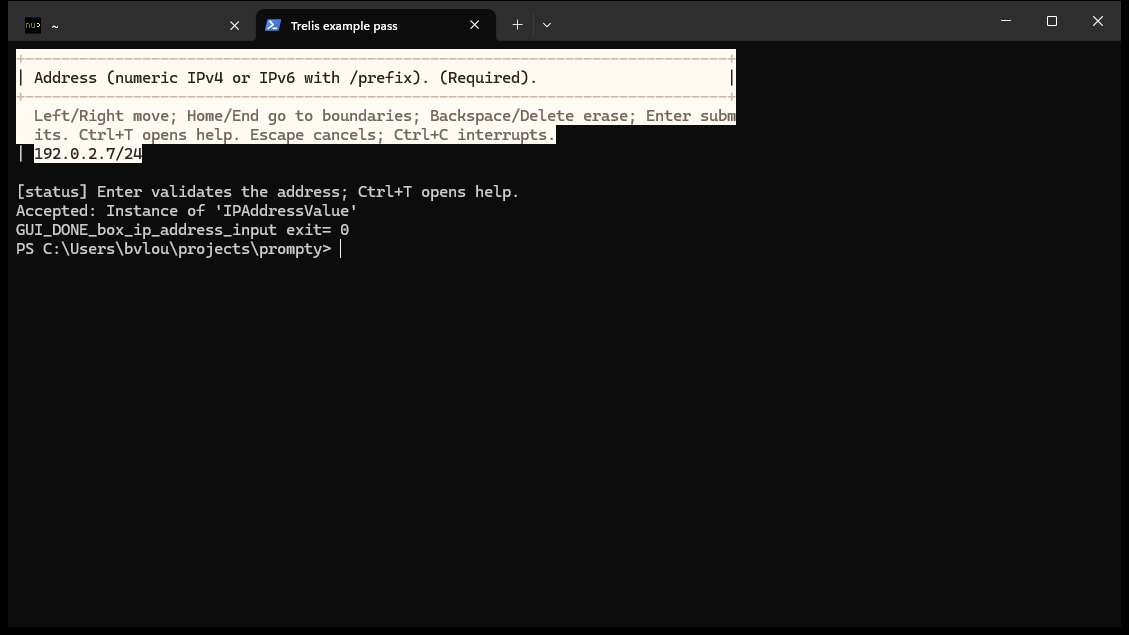 nu> ~
Trelis example pass
+-------------------------------------------------------------------------------+
| Address (numeric IPv4 or IPv6 with /prefix). (Required). |
+-------------------------------------------------------------------------------+
Left/Right move; Home/End go to boundaries; Backspace/Delete erase; Enter subm
its. Ctrl+T opens help. Escape cancels; Ctrl+C interrupts.
| 192.0.2.7/24
[status] Enter validates the address; Ctrl+T opens help.
Accepted: Instance of 'IPAddressValue'
GUI_DONE_box_ip_address_input exit= 0
PS C:\Users\bvlou\projects\prompty>